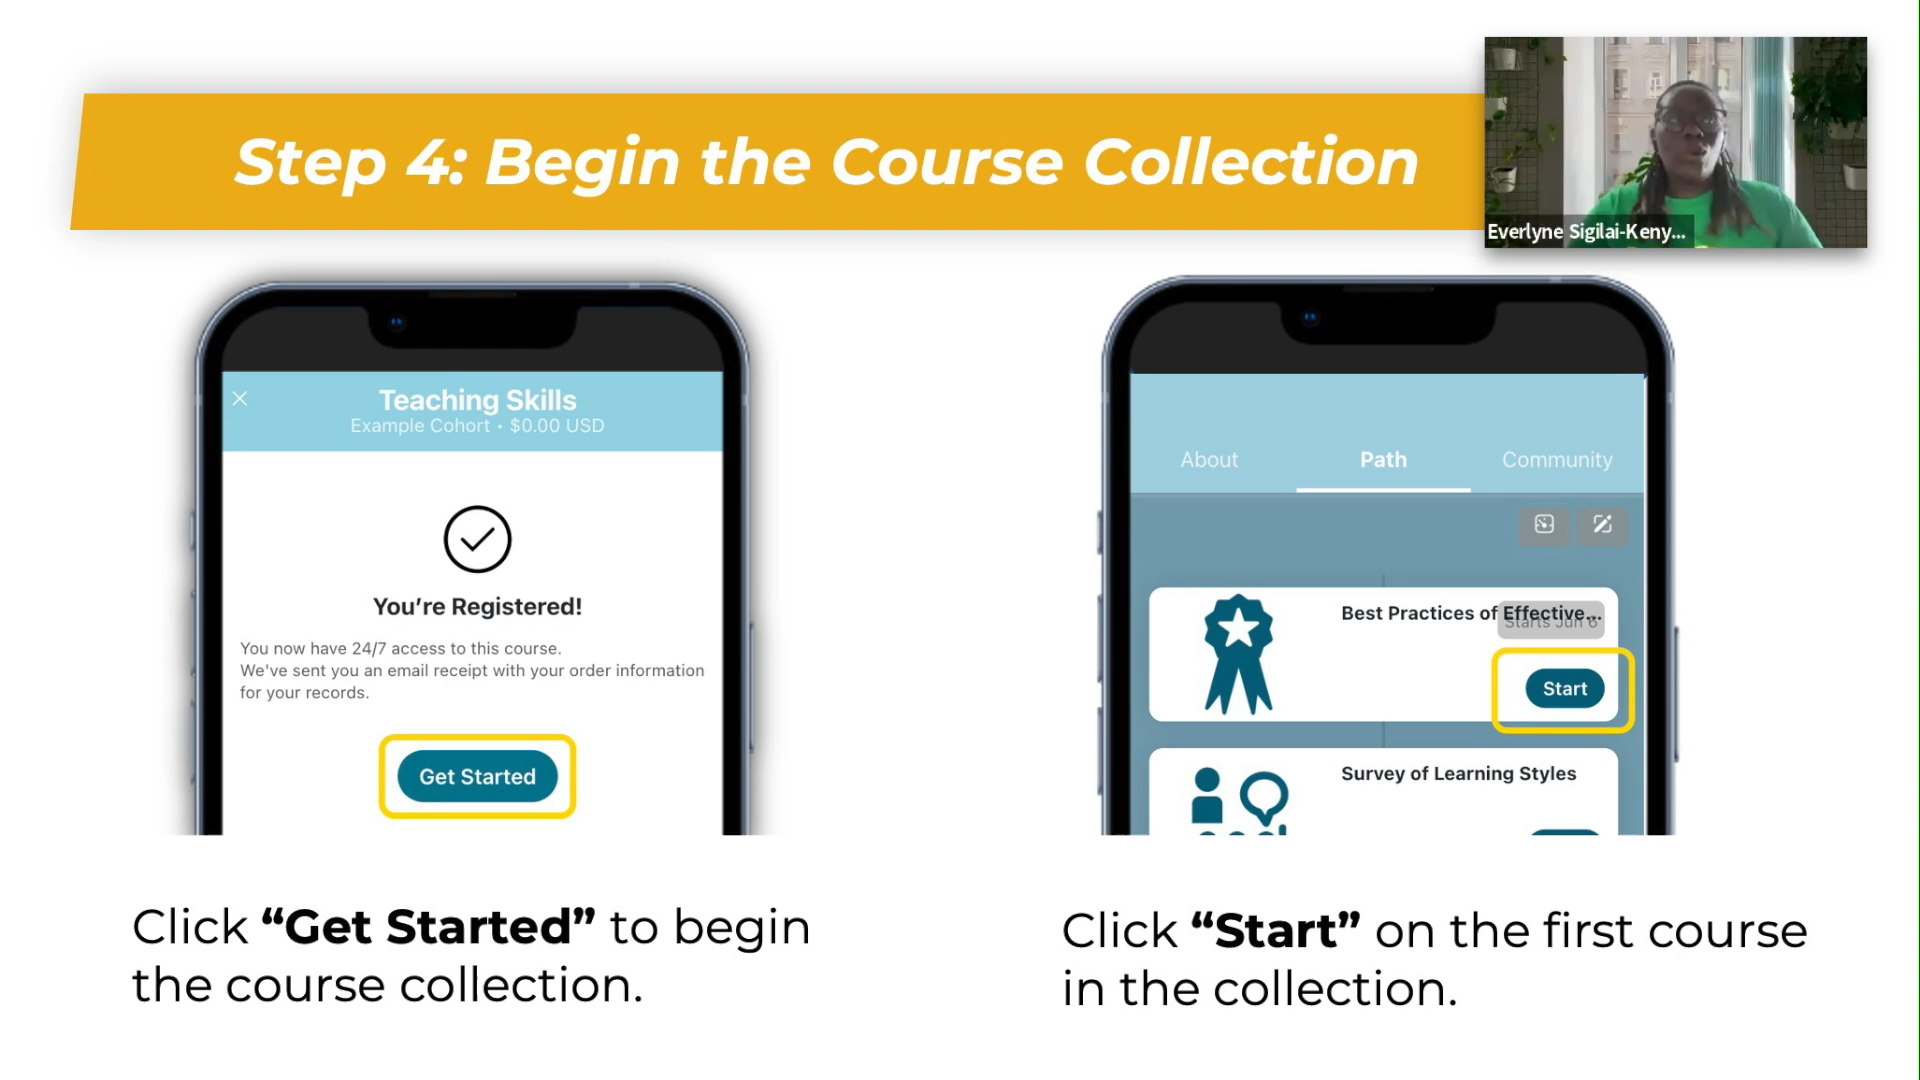 Step 4: Begin the Course Collection
Everlyne Sigilai-Keny...
Teaching Skills
Example Cohort • $0.00 USD
You're Registered!
You now have 24/7 access to this course.
We've sent you an email receipt with your order information
for your records.
Get Started
About Path Community
Best Practices of Effective...
Starts Jun 6
Start
Survey of Learning Styles
Click “Get Started” to begin
the course collection.
Click “Start” on the first course
in the collection.